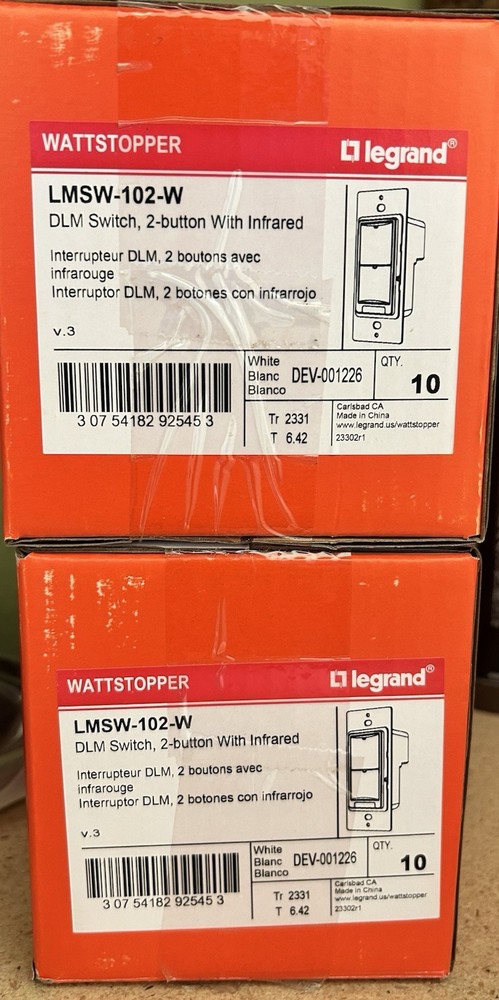 WATTSTOPPER
legrand®
LMSW-102-W
DLM Switch, 2-button With Infrared
Interrupteur DLM, 2 boutons avec
infrarouge
Interruptor DLM, 2 botones con infrarrojo
v.3
3 07 54182 92545 3
White
Blanc
Blanco
DEV-001226
QTY.
10
Tr 2331
T 6.42
Carlsbad CA
Made in China
www.legrand.us/wattstopper
23302r1
WATTSTOPPER
legrand®
LMSW-102-W
DLM Switch, 2-button With Infrared
Interrupteur DLM, 2 boutons avec
infrarouge
Interruptor DLM, 2 botones con infrarrojo
v.3
3 07 54182 92545 3
White
Blanc
Blanco
DEV-001226
QTY.
10
Tr 2331
T 6.42
Carlsbad CA
Made in China
www.legrand.us/wattstopper
23302r1